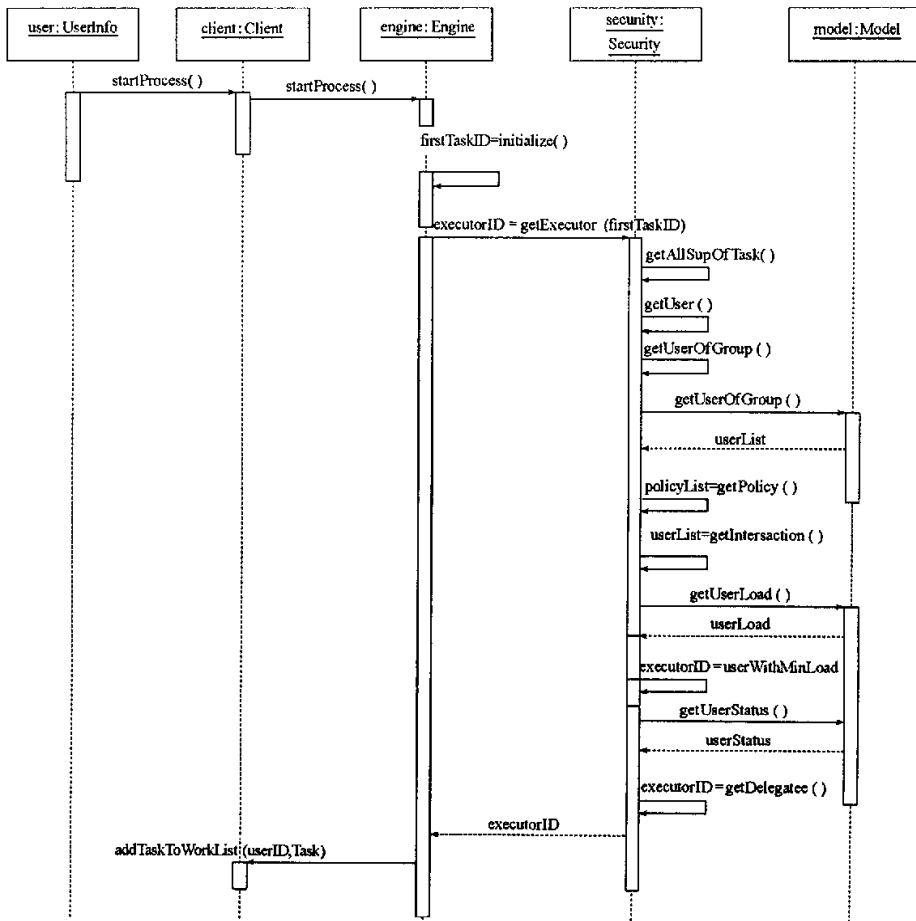 user:UserInfo
client:Client
engine:Engine
security:
Security
model:Model
startProcess( )
startProcess( )
firstTaskID=initialize( )
executorID = getExecutor (firstTaskID)
getAllSupOfTask( )
getUser ( )
getUserOfGroup ( )
getUserOfGroup ( )
userList
policyList=getPolicy ( )
userList=getIntersaction ( )
getUserLoad ( )
userLoad
executorID =userWithMinLoad
getUserStatus ( )
userStatus
executorID =getDelegatee ( )
executorID
addTaskToWorkList (userID,Task)